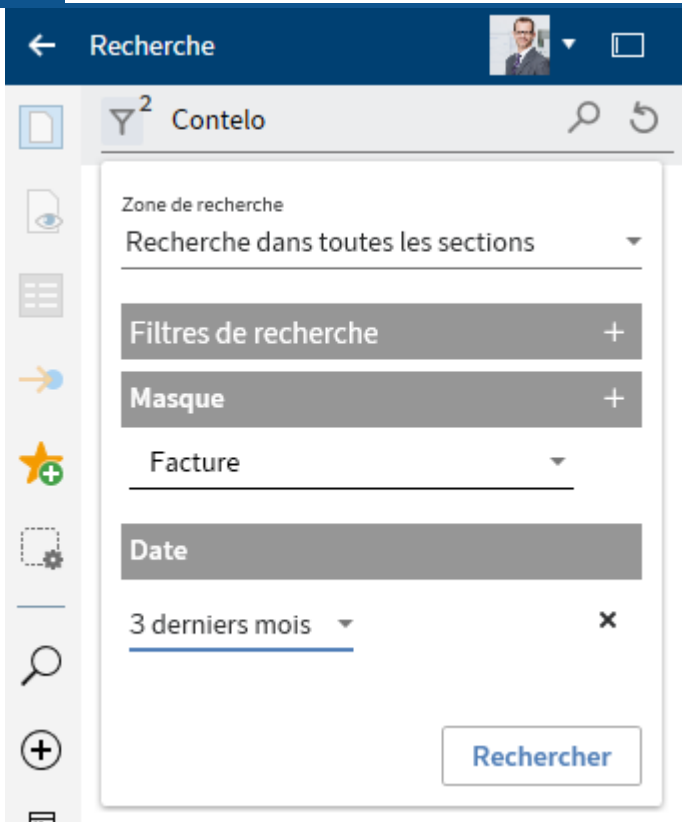 Recherche
2
Contelo
Zone de recherche
Recherche dans toutes les sections
Filtres de recherche
Masque
Facture
Date
3 derniers mois
Rechercher